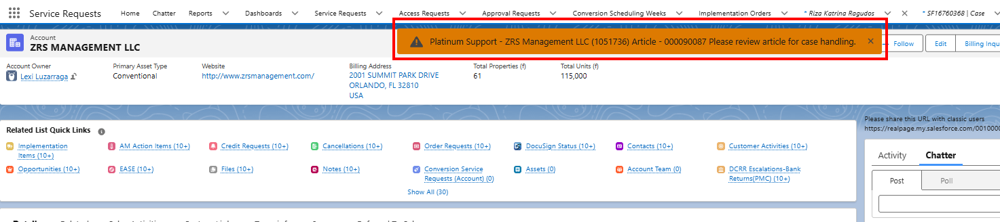 Service Requests
Home
Chatter
Reports
Dashboards
Service Requests
Access Requests
Approval Requests
Conversion Scheduling Weeks
Implementation Orders
* Riza Katrina Ragudos
* SF16760368 | Case
Platinum Support - ZRS Management LLC (1051736) Article - 000090087 Please review article for case handling.
Account
ZRS MANAGEMENT LLC
Follow
Edit
Billing Inqu
Account Owner
Lexi Luzarraga
Primary Asset Type
Conventional
Website
http://www.zrsmanagement.com/
Billing Address
2001 SUMMIT PARK DRIVE
ORLANDO, FL 32810
USA
Total Properties (f)
61
Total Units (f)
115,000
Related List Quick Links
Implementation
Items (10+)
AM Action Items (10+)
Credit Requests (10+)
Cancellations (10+)
Order Requests (10+)
DocuSign Status (10+)
Contacts (10+)
Customer Activities (10+)
Opportunities (10+)
EASE (10+)
Files (10+)
Notes (10+)
Conversion Service
Requests (Account) (0)
Assets (0)
Account Team (0)
DCRR Escalations-Bank
Returns(PMC) (10+)
Show All (30)
Please share this URL with classic users
https://realpage.my.salesforce.com/0010000
Activity
Chatter
Post
Poll